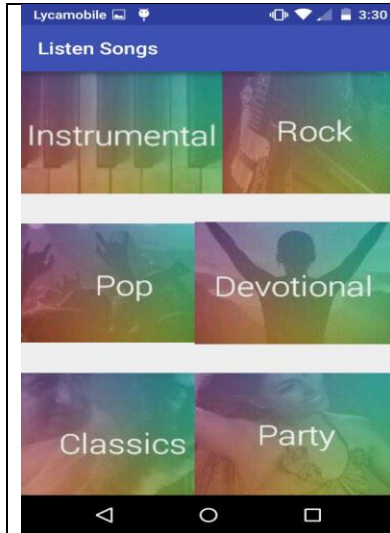 Lycamobile 3:30
Listen Songs
Instrumental Rock
Pop Devotional
Classics Party